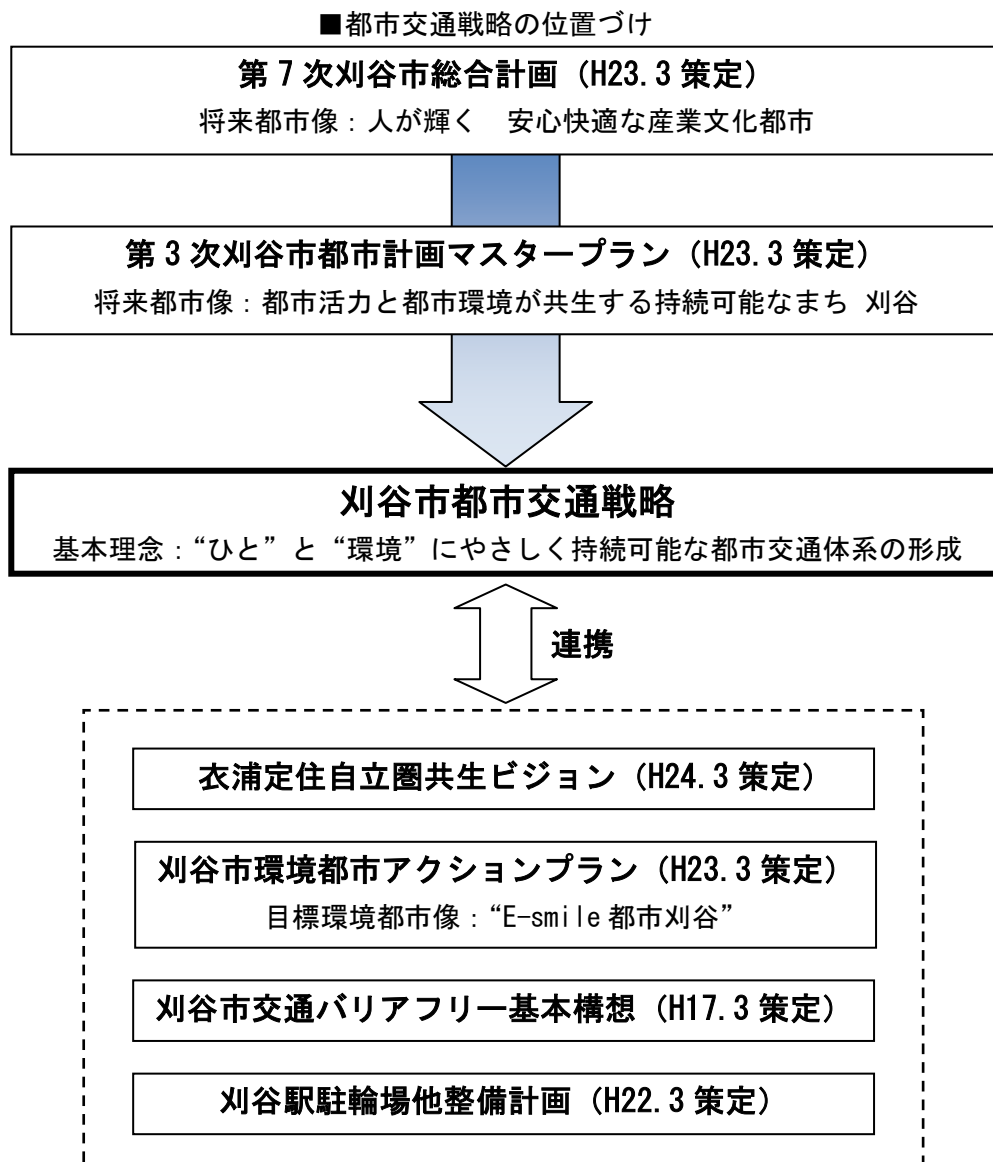 ■都市交通戦略の位置づけ
第7次刈谷市総合計画（H23.3策定）
将来都市像：人が輝く　安心快適な産業文化都市
第3次刈谷市都市計画マスタープラン（H23.3策定）
将来都市像：都市活力と都市環境が共生する持続可能なまち 刈谷
刈谷市都市交通戦略
基本理念：“ひと”と“環境”にやさしく持続可能な都市交通体系の形成
連携
衣浦定住自立圏共生ビジョン（H24.3策定）
刈谷市環境都市アクションプラン（H23.3策定）
目標環境都市像：“E-smile都市刈谷”
刈谷市交通バリアフリー基本構想（H17.3策定）
刈谷駅駐輪場他整備計画（H22.3策定）